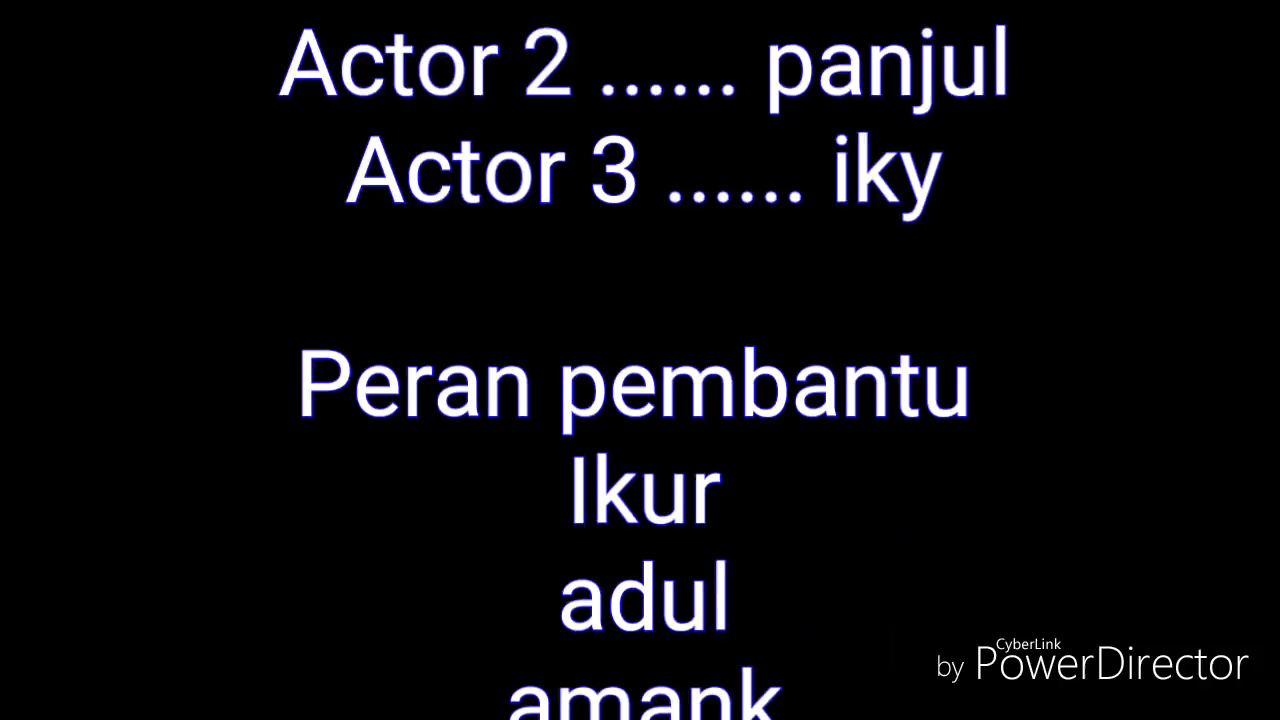 Actor 2 ...... panjul
Actor 3 ...... iky
Peran pembantu
Ikur
adul
amank
CyberLink
by PowerDirector